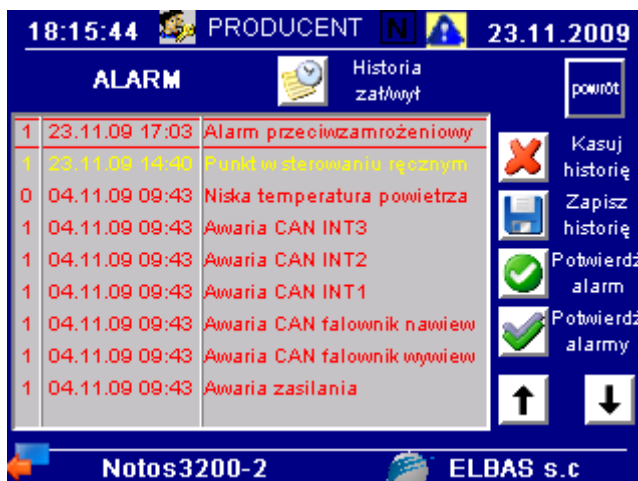 18:15:44 PRODUCENT N 23.11.2009
ALARM
Historia
zał/wył
powrót
1 23.11.09 17:03 Alarm przeciwzamrożeniowy
1 23.11.09 14:40 Punkt w sterowaniu ręcznym
0 04.11.09 09:43 Niska temperatura powietrza
1 04.11.09 09:43 Awaria CAN INT3
1 04.11.09 09:43 Awaria CAN INT2
1 04.11.09 09:43 Awaria CAN INT1
1 04.11.09 09:43 Awaria CAN falownik nawiew
1 04.11.09 09:43 Awaria CAN falownik wywiew
1 04.11.09 09:43 Awaria zasilania
Kasuj
historię
Zapisz
historię
Potwierdź
alarm
Potwierdź
alarmy
Notos3200-2 ELBAS s.c